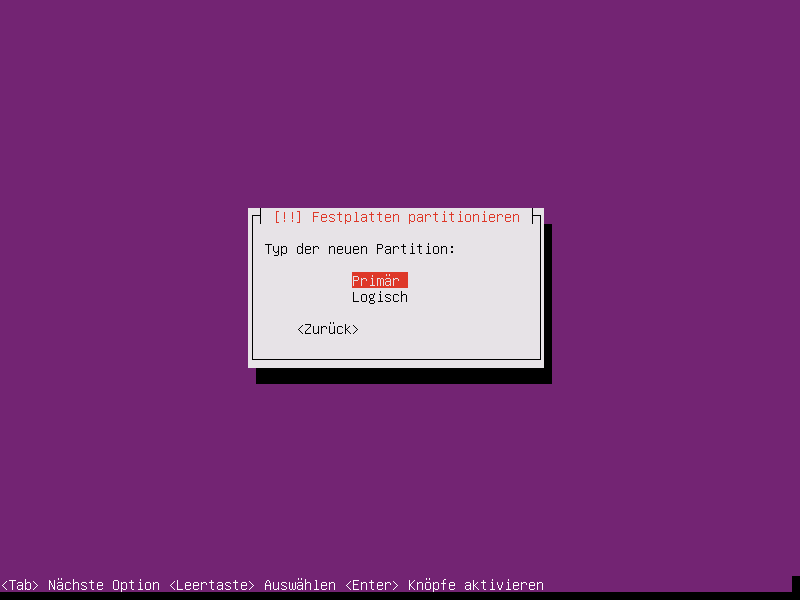 [!!] Festplatten partitionieren
Typ der neuen Partition:
Primär
Logisch
<Zurück>
<Tab> Nächste Option <Leertaste> Auswählen <Enter> Knöpfe aktivieren